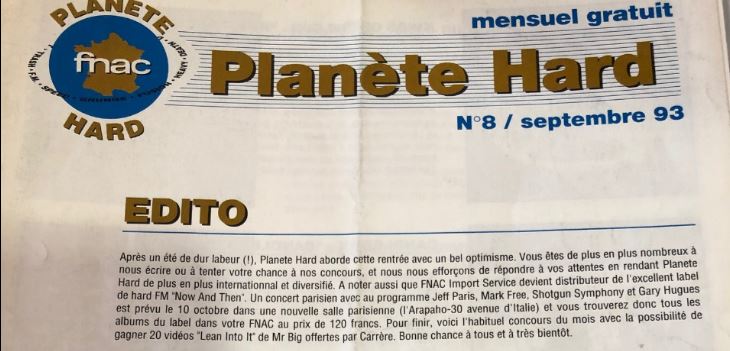 PLANÈTE
mensuel gratuit
fnac
Planète Hard
HARD
N°8 / septembre 93
EDITO
Après un été de dur labeur (!), Planete Hard aborde cette rentrée avec un bel optimisme. Vous êtes de plus en plus nombreux à
nous écrire ou à tenter votre chance à nos concours, et nous nous efforçons de répondre à vos attentes en rendant Planete
Hard de plus en plus internationnal et diversifié. A noter aussi que FNAC Import Service devient distributeur de l'excellent label
de hard FM "Now And Then". Un concert parisien avec au programme Jeff Paris, Mark Free, Shotgun Symphony et Gary Hugues
est prévu le 10 octobre dans une nouvelle salle parisienne (l'Arapaho-30 avenue d'Italie) et vous trouverez donc tous les
albums du label dans votre FNAC au prix de 120 francs. Pour finir, voici l'habituel concours du mois avec la possibilité de
gagner 20 vidéos "Lean Into It" de Mr Big offertes par Carrère. Bonne chance à tous et à très bientôt.